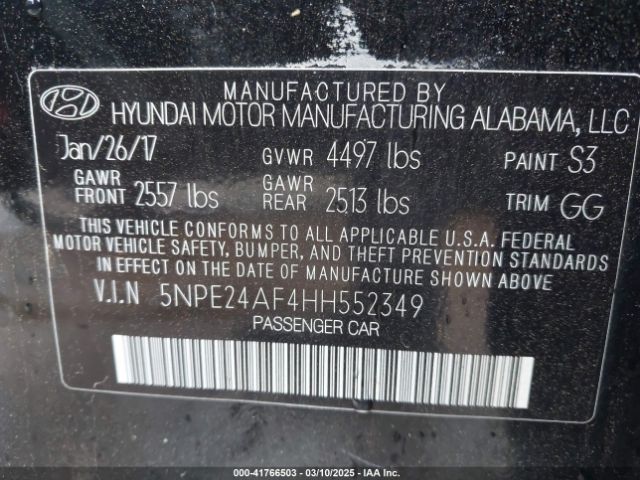 MANUFACTURED BY
HYUNDAI MOTOR MANUFACTURING ALABAMA, LLC
Jan/26/17 GVWR 4497 lbs PAINT S3
GAWR FRONT 2557 lbs GAWR REAR 2513 lbs TRIM GG
THIS VEHICLE CONFORMS TO ALL APPLICABLE U.S.A. FEDERAL
MOTOR VEHICLE SAFETY, BUMPER, AND THEFT PREVENTION STANDARDS
IN EFFECT ON THE DATE OF MANUFACTURE SHOWN ABOVE.
V.I.N 5NPE24AF4HH552349
PASSENGER CAR
000-41766503 — 03/10/2025 — IAA Inc.